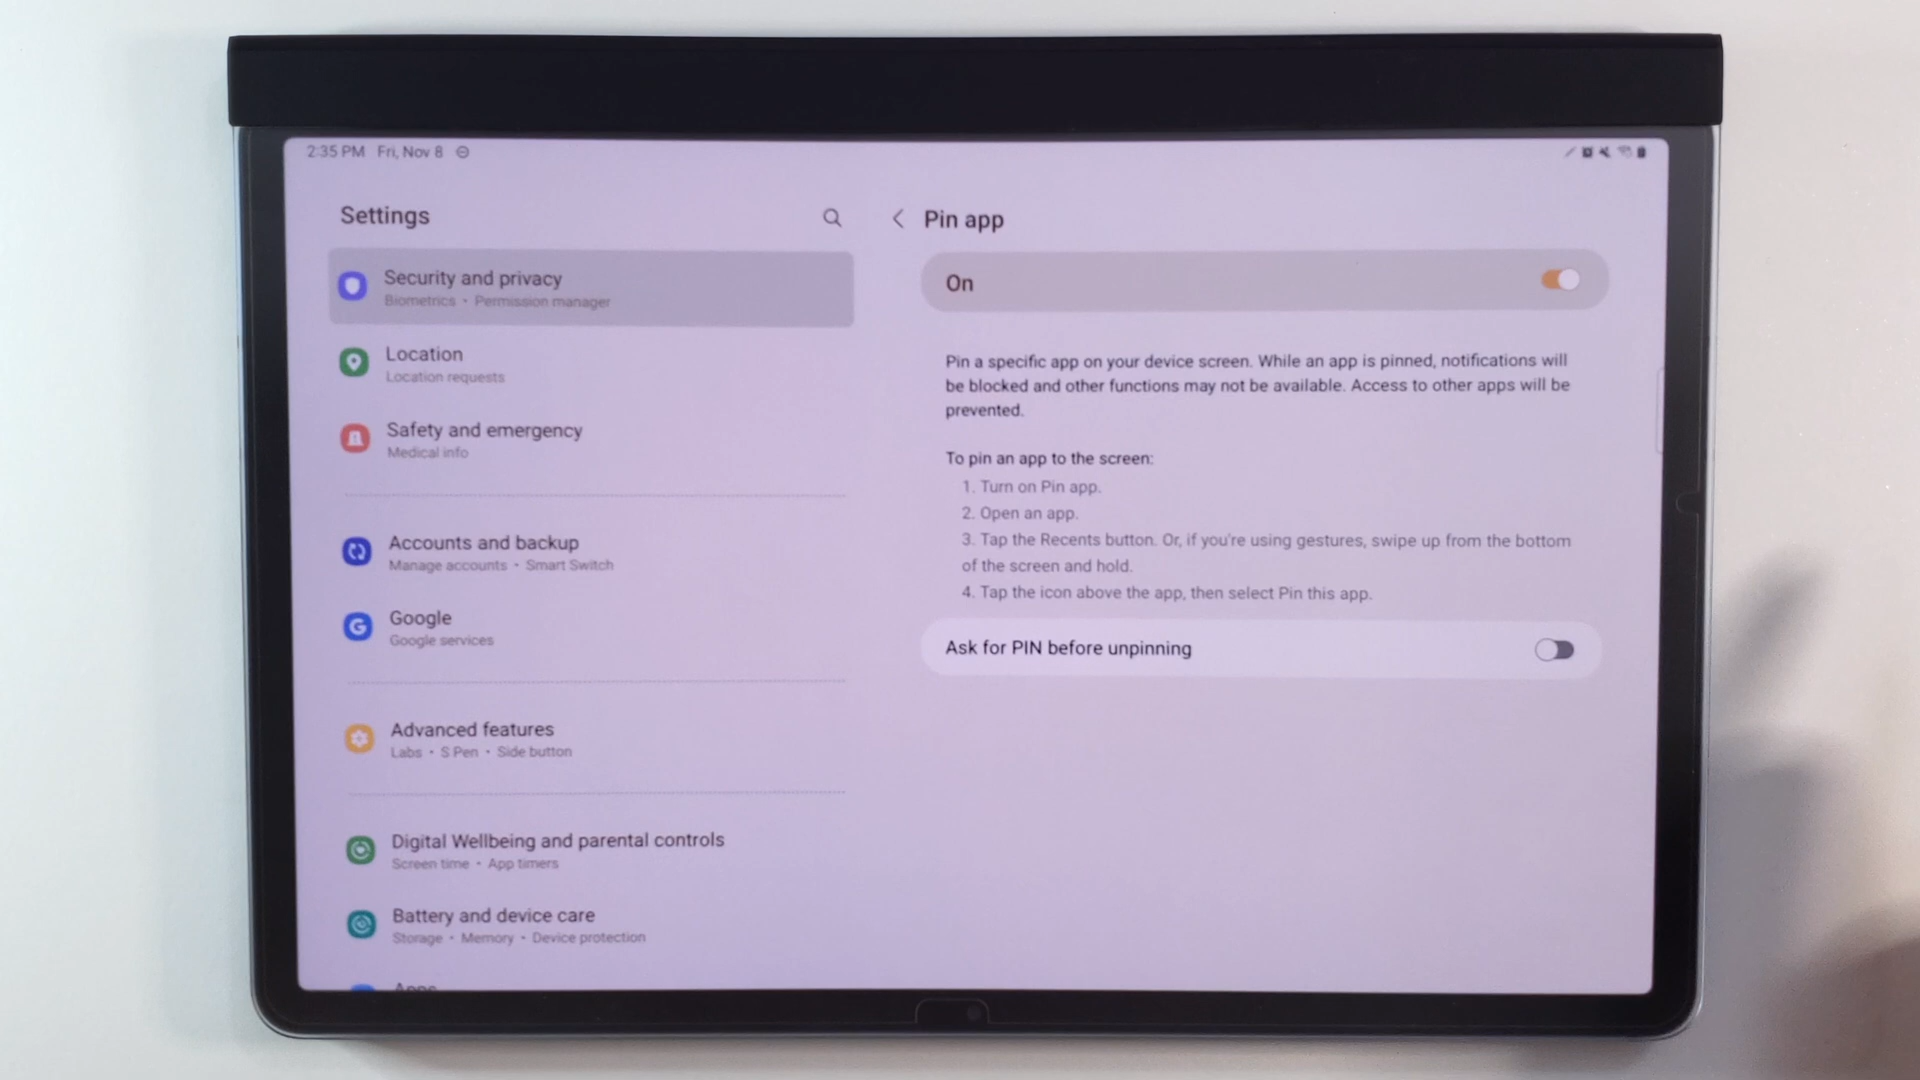 2:35 PM Fri, Nov 8
Settings
Security and privacy
Biometrics • Permission manager
Location
Location requests
Safety and emergency
Medical info
Accounts and backup
Manage accounts • Smart Switch
Google
Google services
Advanced features
Labs • S Pen • Side button
Digital Wellbeing and parental controls
Screen time • App timers
Battery and device care
Storage • Memory • Device protection
Apps
Pin app
On
Pin a specific app on your device screen. While an app is pinned, notifications will
be blocked and other functions may not be available. Access to other apps will be
prevented.
To pin an app to the screen:
1. Turn on Pin app.
2. Open an app.
3. Tap the Recents button. Or, if you're using gestures, swipe up from the bottom
of the screen and hold.
4. Tap the icon above the app, then select Pin this app.
Ask for PIN before unpinning